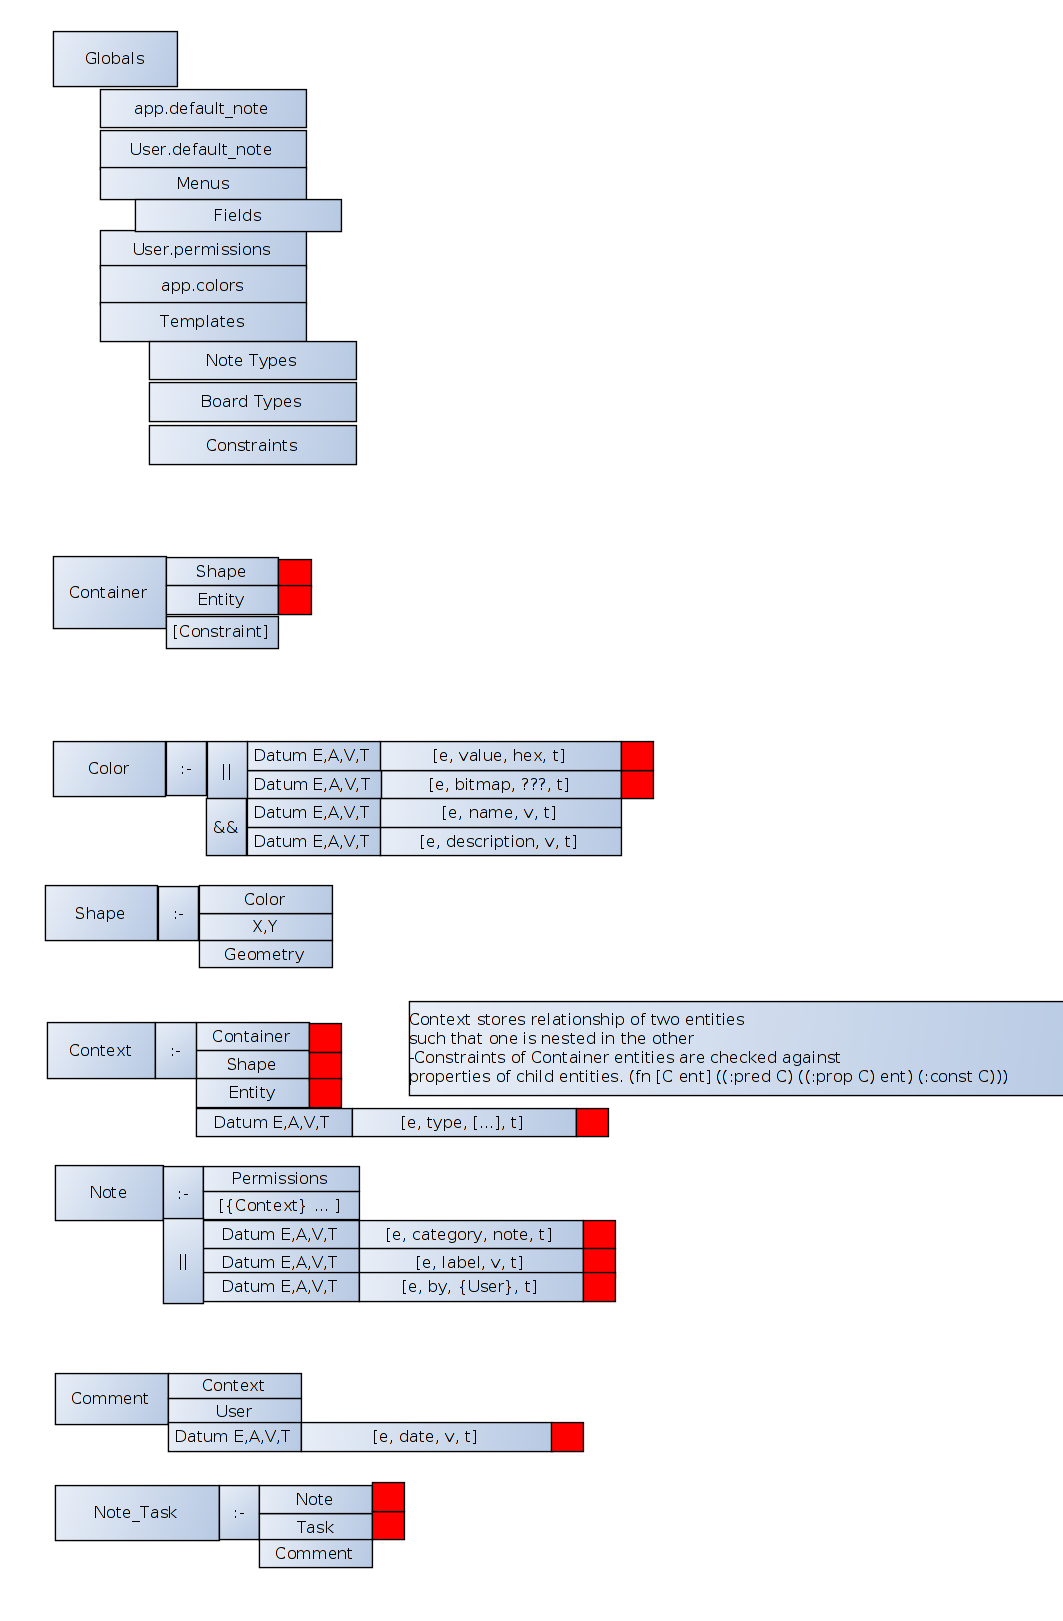 Globals
app.default_note
User.default_note
Menus
Fields
User.permissions
app.colors
Templates
Note Types
Board Types
Constraints
Container
Shape
Entity
[Constraint]
Color
:-
||
Datum E,A,V,T
[e, value, hex, t]
Datum E,A,V,T
[e, bitmap, ???, t]
&&
Datum E,A,V,T
[e, name, v, t]
Datum E,A,V,T
[e, description, v, t]
Shape
:-
Color
X,Y
Geometry
Context
:-
Container
Shape
Entity
Datum E,A,V,T
[e, type, [...], t]
Context stores relationship of two entities
such that one is nested in the other
-Constraints of Container entities are checked against
properties of child entities. (fn [C ent] ((:pred C) ((:prop C) ent) (:const C)))
Note
:-
Permissions
[{Context} ... ]
||
Datum E,A,V,T
[e, category, note, t]
Datum E,A,V,T
[e, label, v, t]
Datum E,A,V,T
[e, by, {User}, t]
Comment
Context
User
Datum E,A,V,T
[e, date, v, t]
Note_Task
:-
Note
Task
Comment